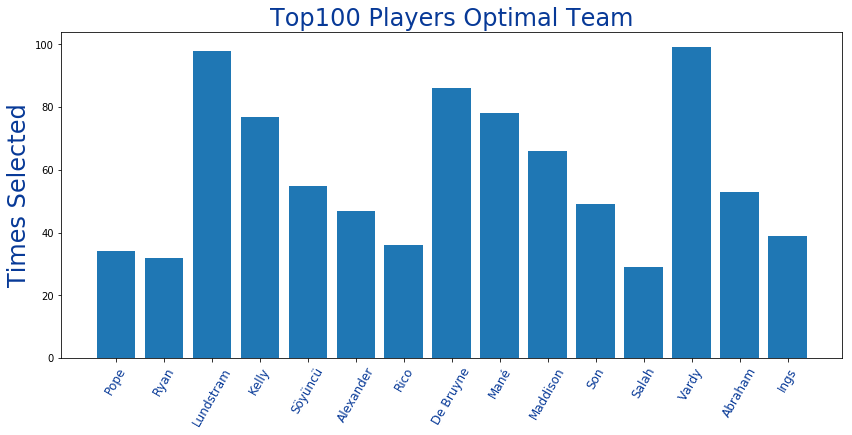 Top100 Players Optimal Team
Times Selected
100
80
60
40
20
0
Pope
Ryan
Lundstram
Kelly
Söyüncü
Alexander
Rico
De Bruyne
Mané
Maddison
Son
Salah
Vardy
Abraham
Ings